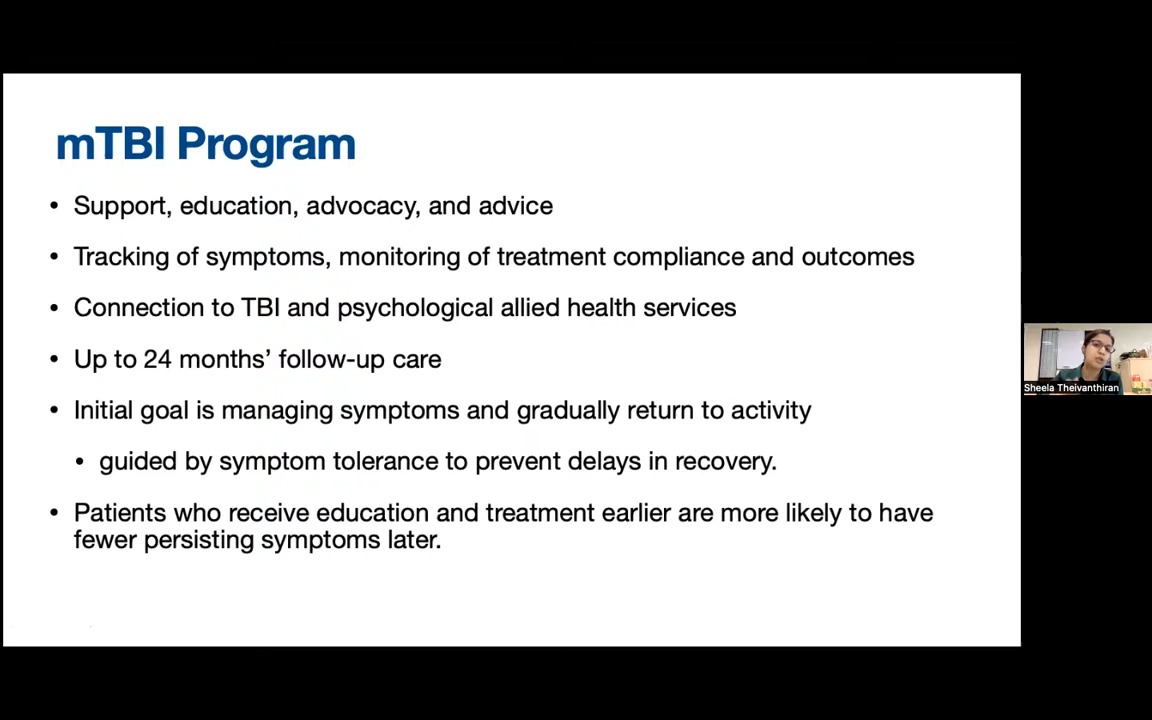 mTBI Program
• Support, education, advocacy, and advice
• Tracking of symptoms, monitoring of treatment compliance and outcomes
• Connection to TBI and psychological allied health services
• Up to 24 months’ follow-up care
• Initial goal is managing symptoms and gradually return to activity
• guided by symptom tolerance to prevent delays in recovery.
• Patients who receive education and treatment earlier are more likely to have
fewer persisting symptoms later.
Sheela Theivanthiran